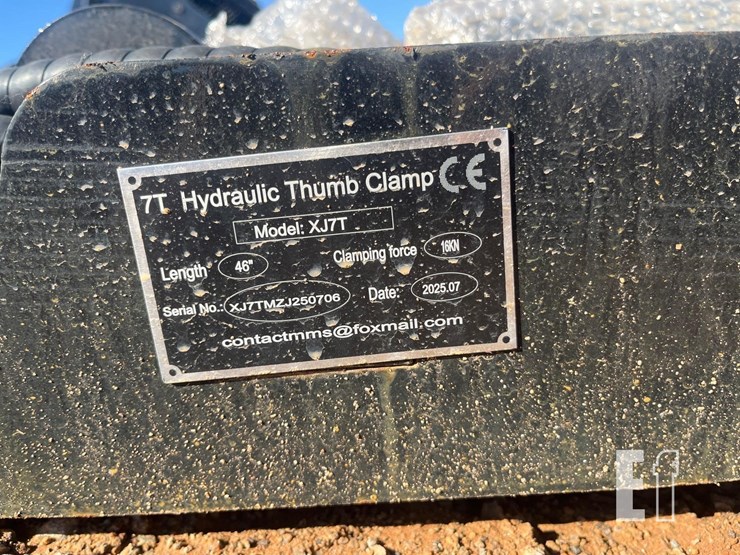 7T Hydraulic Thumb Clamp CE
Model: XJ7T
Length 46" Clamping force 16KN
Serial No.: XJ7TMZJ250706 Date: 2025.07
contactmms@foxmail.com
Ef